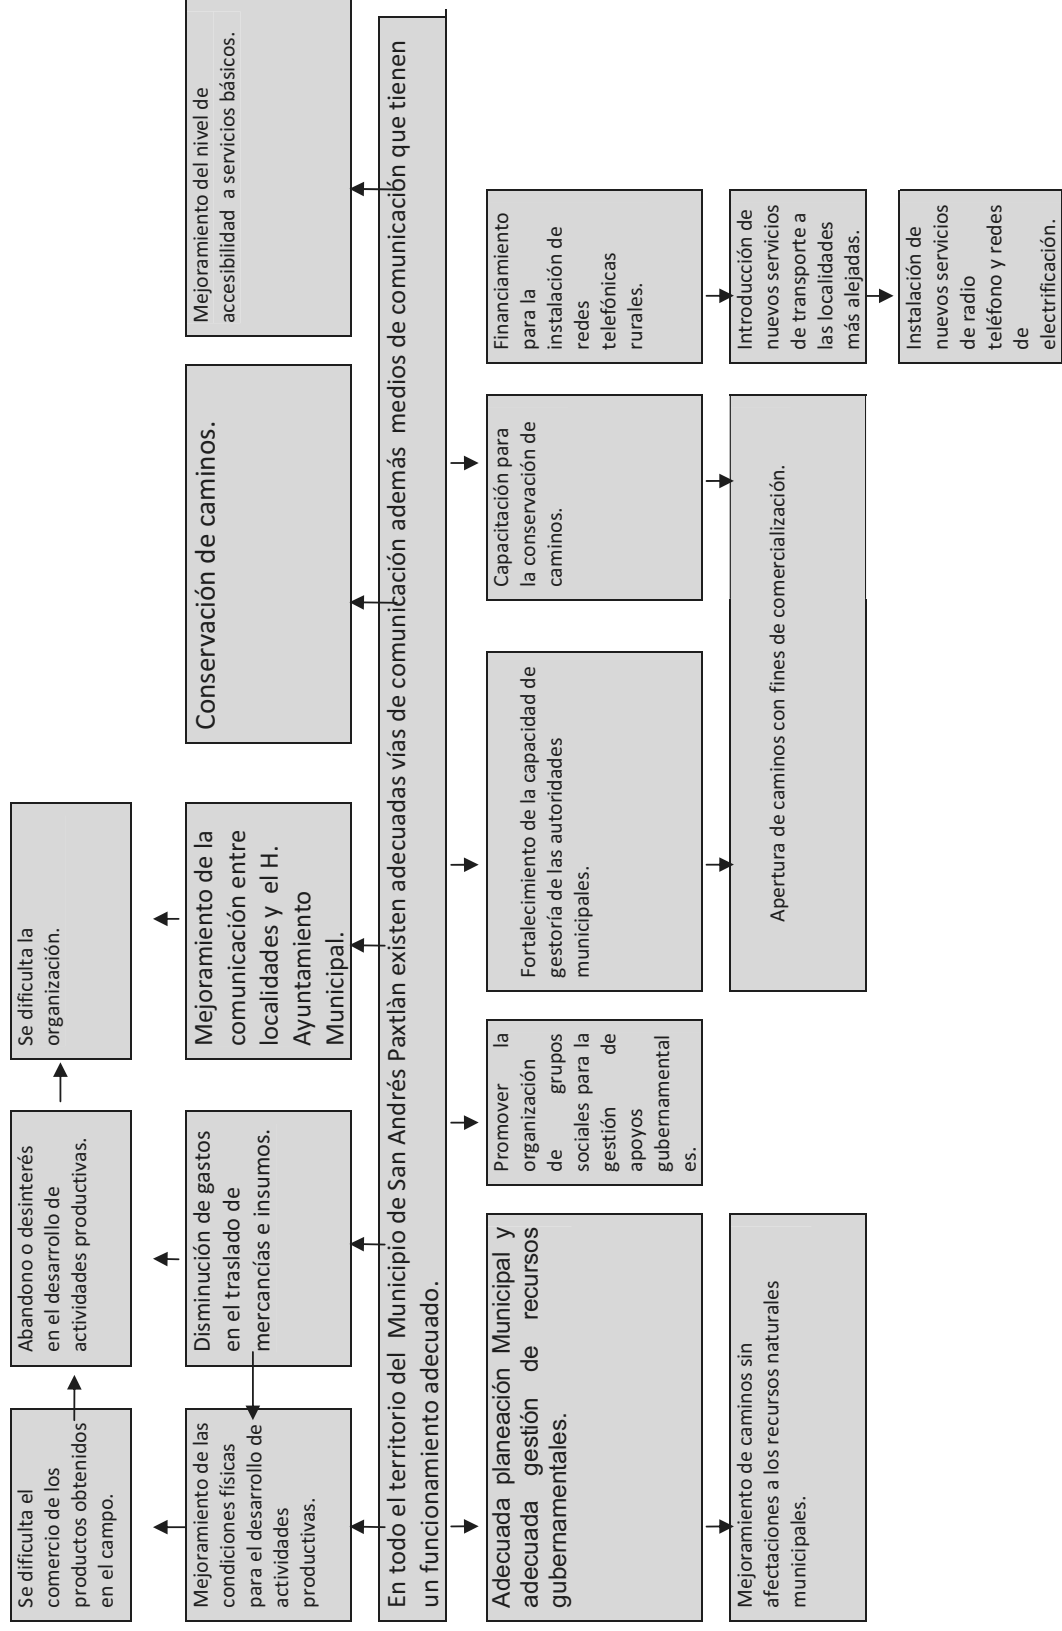 Se dificulta el
comercio de los
productos obtenidos
en el campo.
Abandono o desinterés
en el desarrollo de
actividades productivas.
Se dificulta la
organización.
Mejoramiento de las
condiciones físicas
para el desarrollo de
actividades
productivas.
Disminución de gastos
en el traslado de
mercancías e insumos.
Mejoramiento de la
comunicación entre
localidades y el H.
Ayuntamiento
Municipal.
Conservación de caminos.
Mejoramiento del nivel de
accesibilidad a servicios básicos.
En todo el territorio del Municipio de San Andrés Paxtlàn existen adecuadas vías de comunicación además medios de comunicación que tienen
un funcionamiento adecuado.
Adecuada planeación Municipal y
adecuada gestión de recursos
gubernamentales.
Promover la
organización
de grupos
sociales para la
gestión de
apoyos
gubernamental
es.
Fortalecimiento de la capacidad de
gestoría de las autoridades
municipales.
Capacitación para
la conservación de
caminos.
Financiamiento
para la
instalación de
redes
telefónicas
rurales.
Mejoramiento de caminos sin
afectaciones a los recursos naturales
municipales.
Apertura de caminos con fines de comercialización.
Introducción de
nuevos servicios
de transporte a
las localidades
más alejadas.
Instalación de
nuevos servicios
de radio
teléfono y redes
de
electrificación.